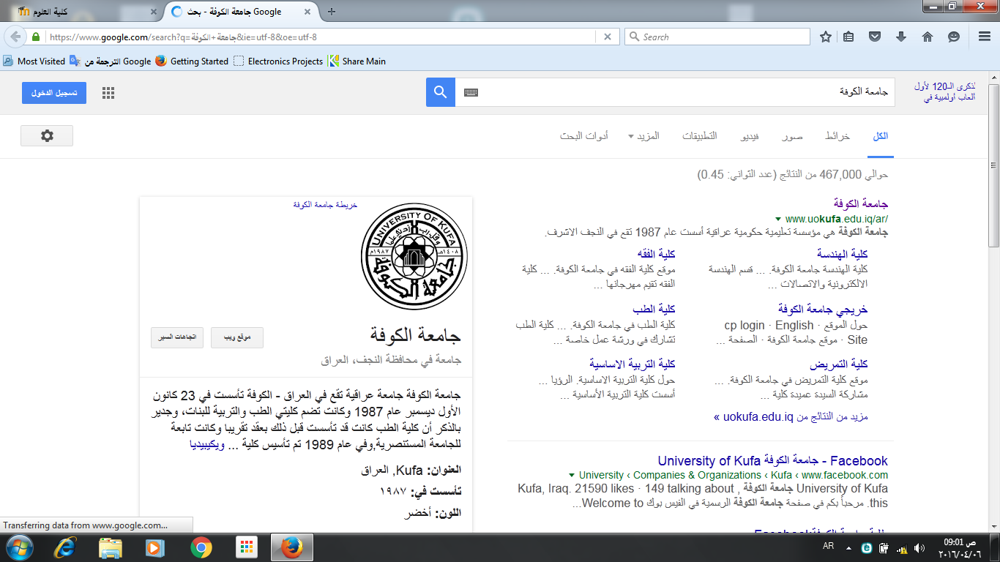 كلية العلوم
جامعة الكوفة - بحث Google
https://www.google.com/search?q=جامعة+الكوفة&ie=utf-8&oe=utf-8
Search
Most Visited
الترجمة من Google
Getting Started
Electronics Projects
Share Main
لذكرى الـ120 لأول
ألعاب أولمبية في
جامعة الكوفة
تسجيل الدخول
الكل
خرائط
صور
فيديو
التطبيقات
المزيد
أدوات البحث
حوالي 467,000 من النتائج (عدد الثواني: 0.45)
جامعة الكوفة
www.uokufa.edu.iq/ar/
جامعة الكوفة هي مؤسسة تعليمية حكومية عراقية أسست عام 1987 تقع في النجف الاشرف.
كلية الهندسة
كلية الهندسة جامعة الكوفة. ... قسم الهندسة
الالكترونية والاتصالات ...
كلية الفقه
موقع كلية الفقه في جامعة الكوفة. ... كلية
الفقه تقيم مهرجانها ...
خريجي جامعة الكوفة
حول الموقع · cp login · English
Site · موقع جامعة الكوفة · الصفحة ...
كلية الطب
كلية الطب في جامعة الكوفة. ... كلية الطب
تشارك في ورشة عمل خاصة ...
كلية التمريض
موقع كلية التمريض في جامعة الكوفة. ...
مشاركة السيدة عميدة كلية ...
كلية التربية الاساسية
حول كلية التربية الاساسية. الرؤيا ...
أسست كلية التربية الأساسية ...
مزيد من النتائج من uokufa.edu.iq »
University of Kufa جامعة الكوفة - Facebook
University ‹ Companies & Organizations ‹ Kufa ‹ www.facebook.com
Kufa, Iraq. 21590 likes · 149 talking about , جامعة الكوفة University of Kufa
this. مرحباً بكم في صفحة جامعة الكوفة الرسمية في الفيس بوك Welcome to...
خريطة جامعة الكوفة
UNIVERSITY OF KUFA
وقل رب زدني علما
١٤٠٨هـ
١٩٨٧م
جامعة الكوفة
جامعة الكوفة
موقع ويب
اتجاهات السير
جامعة في محافظة النجف، العراق
جامعة الكوفة جامعة عراقية تقع في العراق - الكوفة تأسست في 23 كانون
الأول ديسمبر عام 1987 وكانت تضم كليتي الطب والتربية للبنات، وجدير
بالذكر أن كلية الطب كانت قد تأسست قبل ذلك بعقد تقريبا وكانت تابعة
للجامعة المستنصرية,وفي عام 1989 تم تأسيس كلية ... ويكيبيديا
العنوان: Kufa, العراق
تأسست في: ١٩٨٧
اللون: أخضر
Transferring data from www.google.com...
AR
09:01 ص
٢٠١٦/٠٤/٠٦